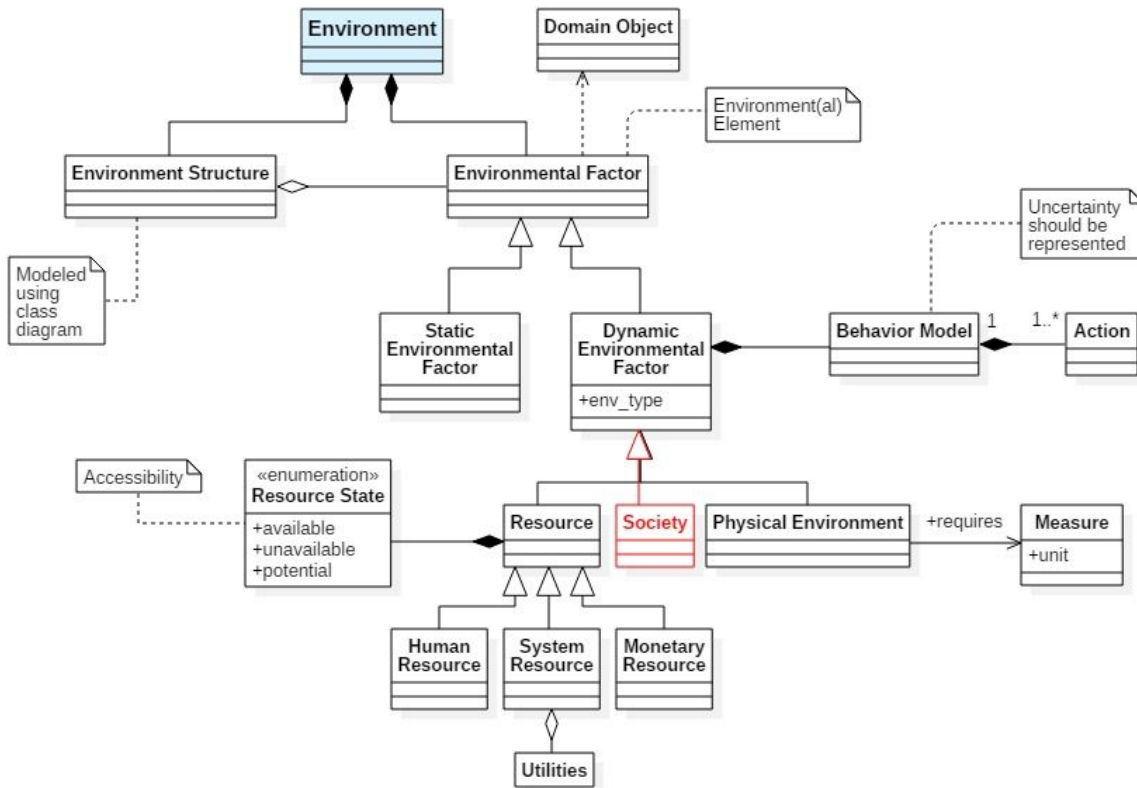 Environment
Domain Object
Environment(al)
Element
Environment Structure
Environmental Factor
Uncertainty
should be
represented
Modeled
using
class
diagram
Static
Environmental
Factor
Dynamic
Environmental
Factor
+env_type
Behavior Model
1
1..*
Action
Accessibility
«enumeration»
Resource State
+available
+unavailable
+potential
Resource
Society
Physical Environment
+requires
Measure
+unit
Human
Resource
System
Resource
Monetary
Resource
Utilities